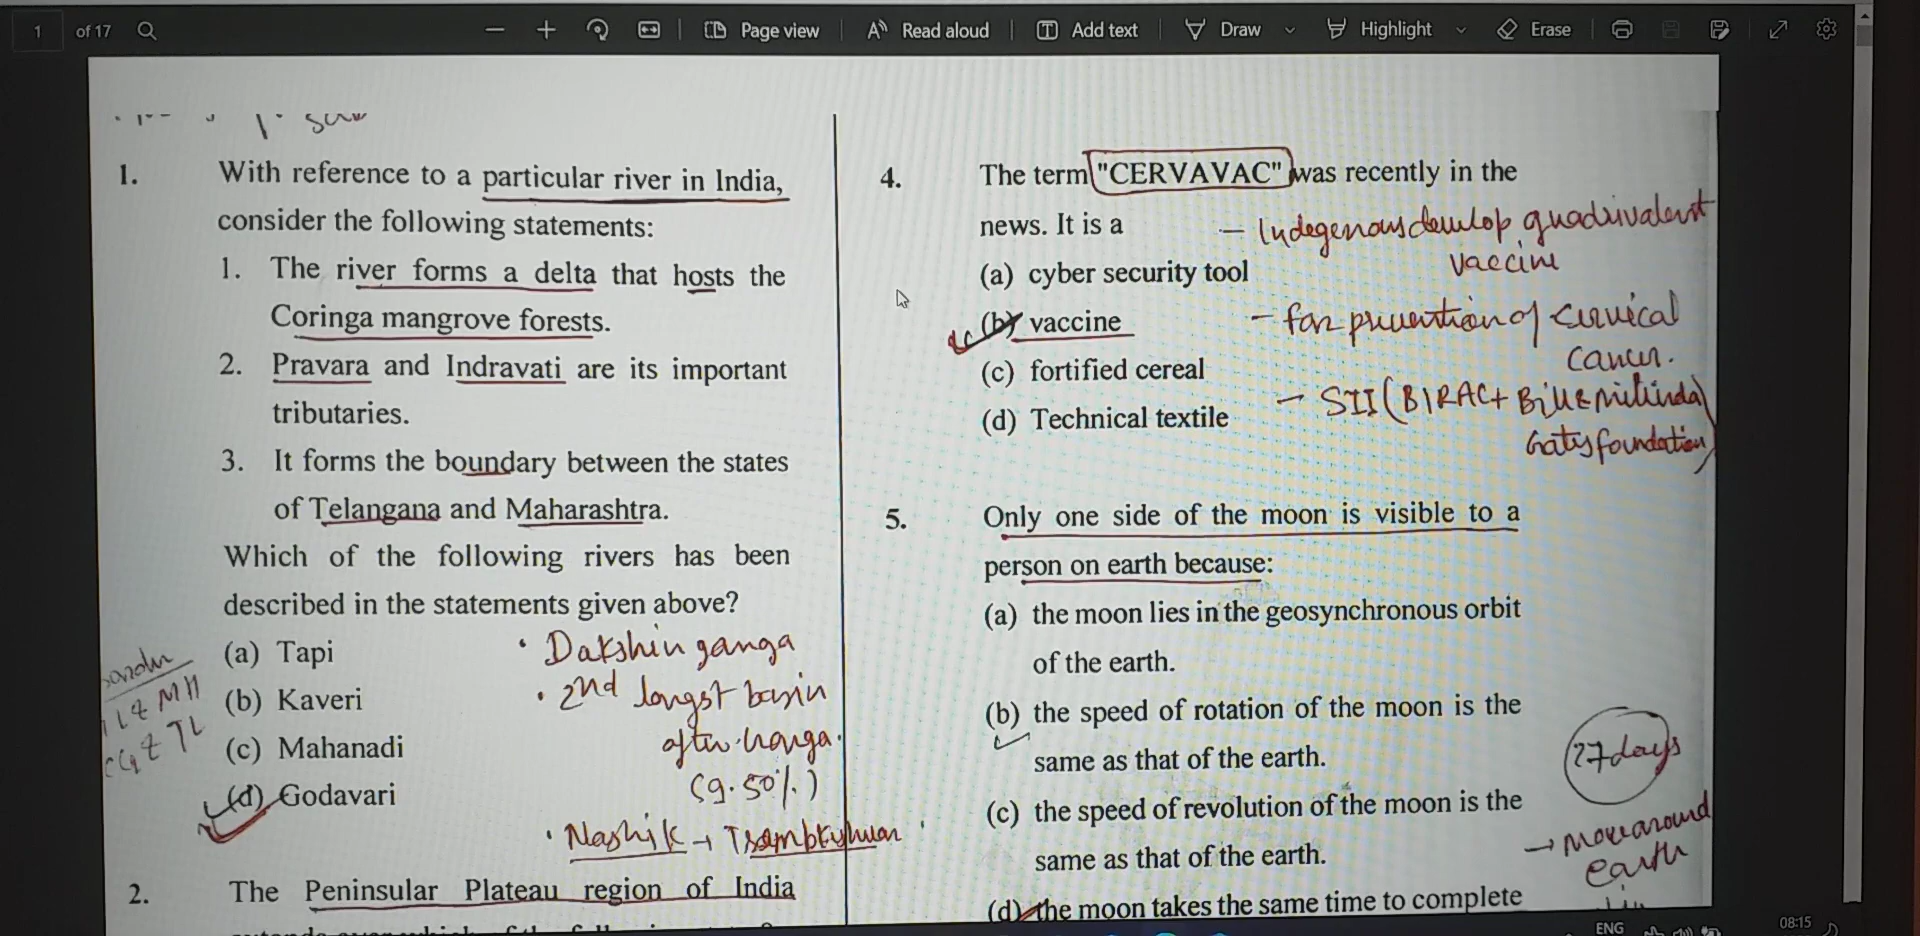 1 of 17 Page view Read aloud Add text Draw Highlight Erase
1. With reference to a particular river in India,
consider the following statements:
1. The river forms a delta that hosts the
Coringa mangrove forests.
2. Pravara and Indravati are its important
tributaries.
3. It forms the boundary between the states
of Telangana and Maharashtra.
Which of the following rivers has been
described in the statements given above?
(a) Tapi
(b) Kaveri
(c) Mahanadi
(d) Godavari
• Dakshin ganga
• 2nd longst basin
after Ganga.
(9.50%)
• Nashik → Trambkeshwar
& MH
& TL
2. The Peninsular Plateau region of India
4. The term "CERVAVAC" was recently in the
news. It is a
(a) cyber security tool
(b) vaccine
(c) fortified cereal
(d) Technical textile
– Indegenous develop quadrivalent
vaccine
– for prevention of cervical
cancer.
– SII (BIRAC + Bill & milinda
Gates foundation)
5. Only one side of the moon is visible to a
person on earth because:
(a) the moon lies in the geosynchronous orbit
of the earth.
(b) the speed of rotation of the moon is the
same as that of the earth.
(c) the speed of revolution of the moon is the
same as that of the earth.
(d) the moon takes the same time to complete
27 days
→ Move around
earth
ENG 08:15